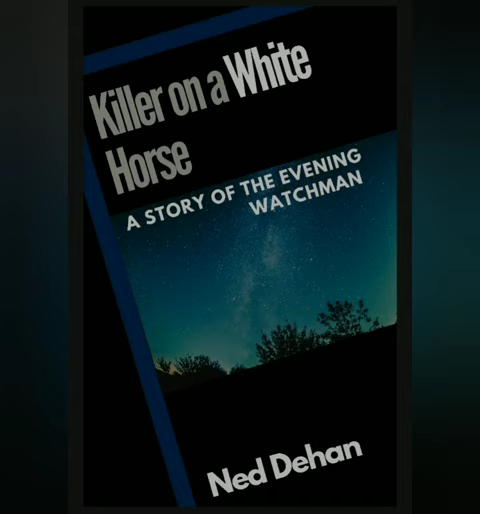 Killer on a White
Horse
A STORY OF THE EVENING
WATCHMAN
Ned Dehan